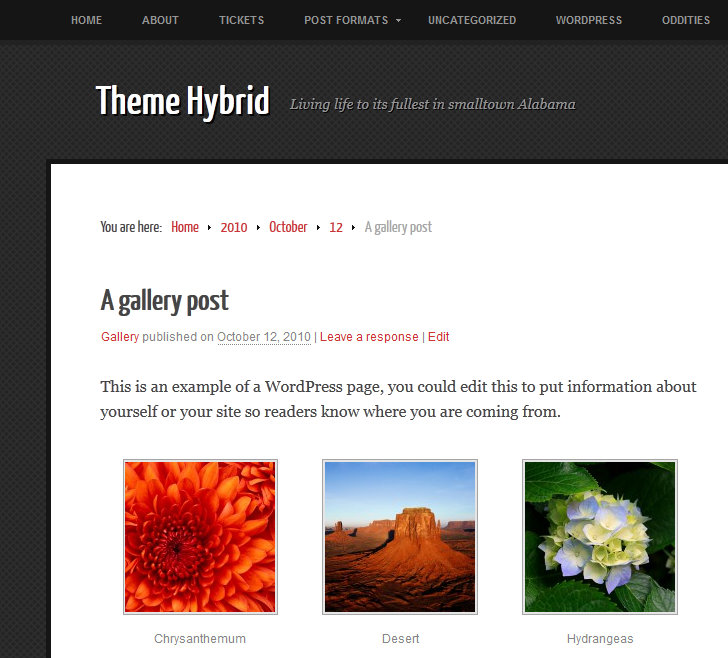 HOME ABOUT TICKETS POST FORMATS UNCATEGORIZED WORDPRESS ODDITIES
Theme Hybrid Living life to its fullest in smalltown Alabama
You are here: Home 2010 October 12 A gallery post
A gallery post
Gallery published on October 12, 2010 | Leave a response | Edit
This is an example of a WordPress page, you could edit this to put information about
yourself or your site so readers know where you are coming from.
Chrysanthemum Desert Hydrangeas